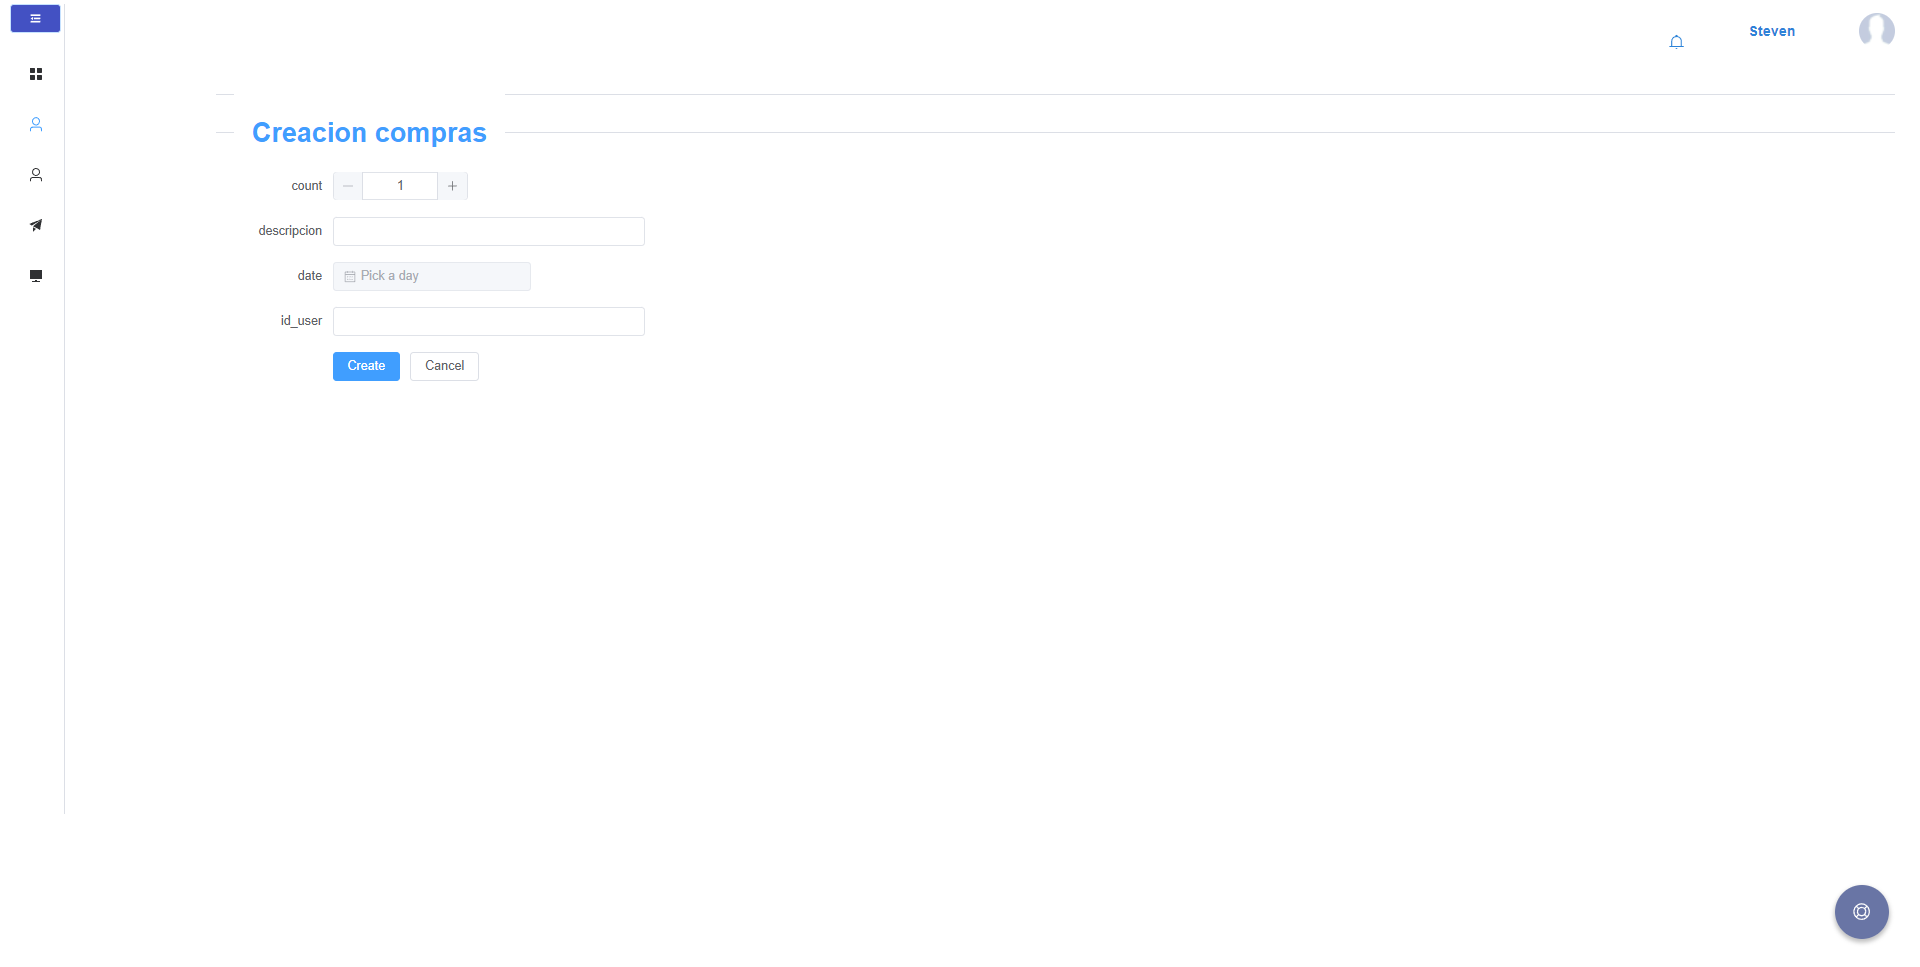 Steven
Creacion compras
count 1
descripcion
date Pick a day
id_user
Create Cancel